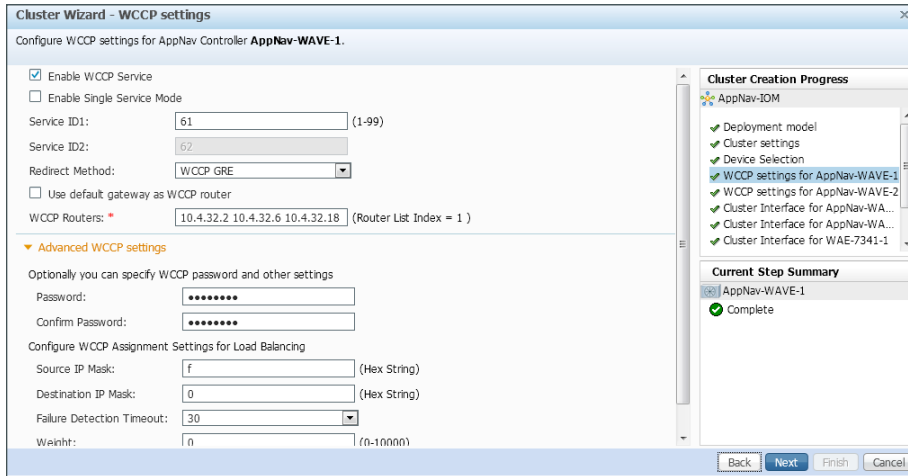 Cluster Wizard - WCCP settings
Configure WCCP settings for AppNav Controller AppNav-WAVE-1.
Enable WCCP Service
Enable Single Service Mode
Service ID1: 61 (1-99)
Service ID2: 62
Redirect Method: WCCP GRE
Use default gateway as WCCP router
WCCP Routers: * 10.4.32.2 10.4.32.6 10.4.32.18 (Router List Index = 1 )
Advanced WCCP settings
Optionally you can specify WCCP password and other settings
Password: ••••••••
Confirm Password: ••••••••
Configure WCCP Assignment Settings for Load Balancing
Source IP Mask: f (Hex String)
Destination IP Mask: 0 (Hex String)
Failure Detection Timeout: 30
Weight: 0 (0-10000)
Cluster Creation Progress
AppNav-IOM
Deployment model
Cluster settings
Device Selection
WCCP settings for AppNav-WAVE-1
WCCP settings for AppNav-WAVE-2
Cluster Interface for AppNav-WA...
Cluster Interface for AppNav-WA...
Cluster Interface for WAE-7341-1
Current Step Summary
AppNav-WAVE-1
Complete
Back Next Finish Cancel